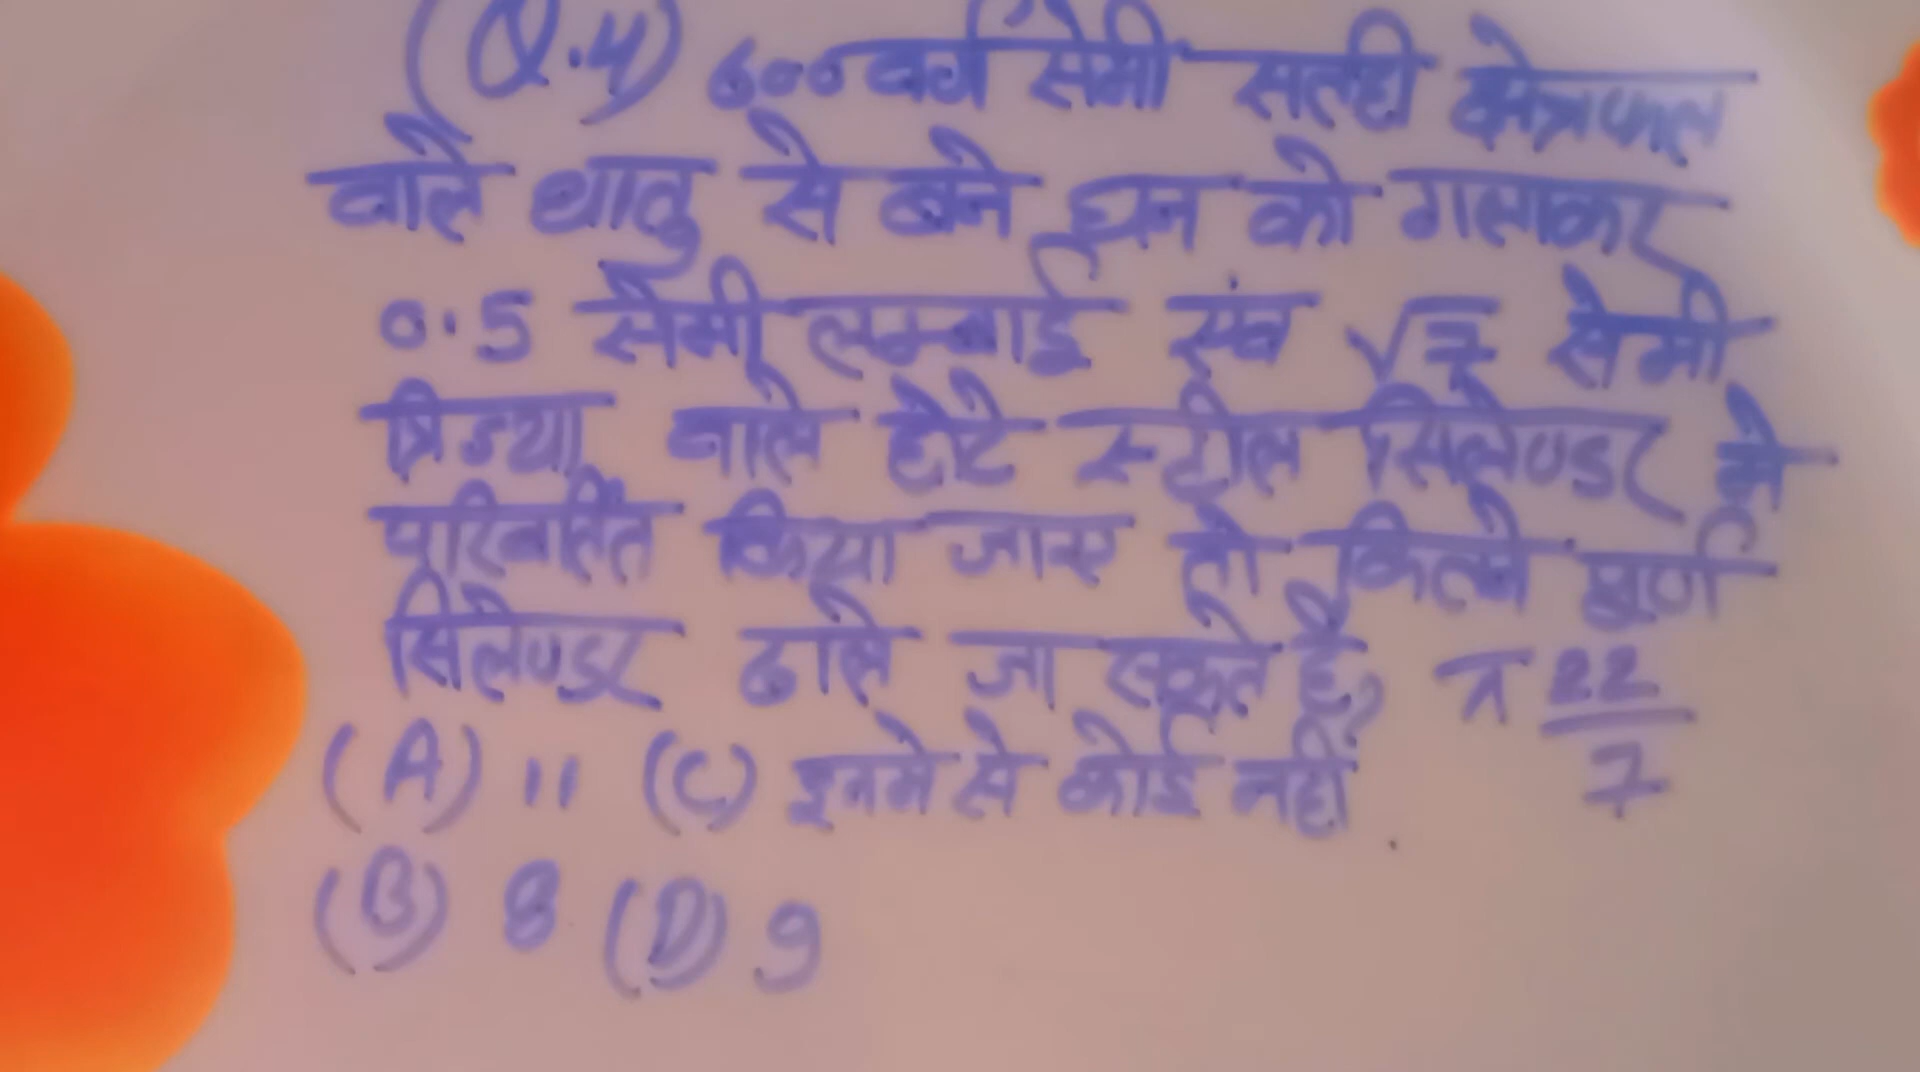 (Q.4) 600 वर्ग सेमी सतही क्षेत्रफल
वाले धातु से बने घन को गलाकर
0.5 सेमी लम्बाई एवं √7 सेमी
त्रिज्या वाले छोटे स्टील सिलेण्डर में
परिवर्तित किया जाए तो कितने पूर्ण
सिलेण्डर ढाले जा सकते है? π 22/7
(A) 11 (C) इनमे से कोई नही
(B) 8 (D) 9